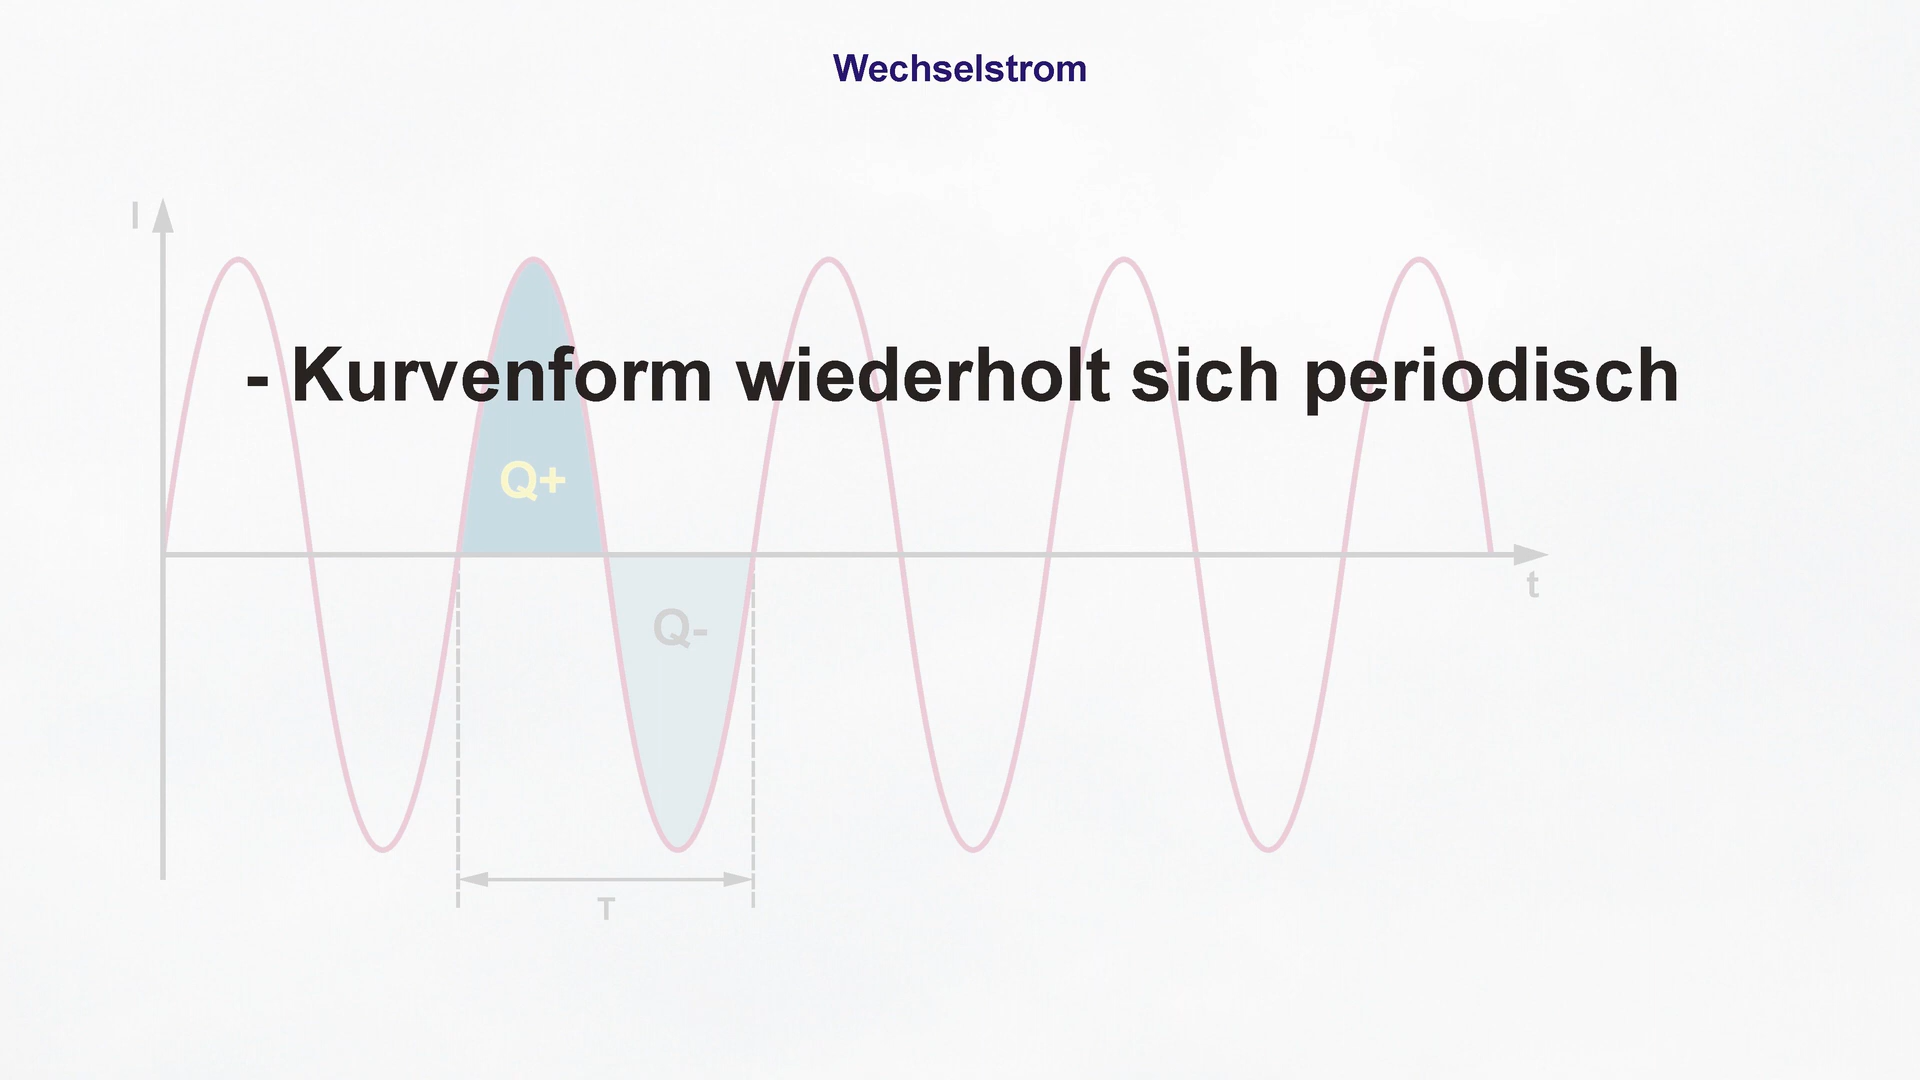 Wechselstrom
I
- Kurvenform wiederholt sich periodisch
Q+
t
Q-
T